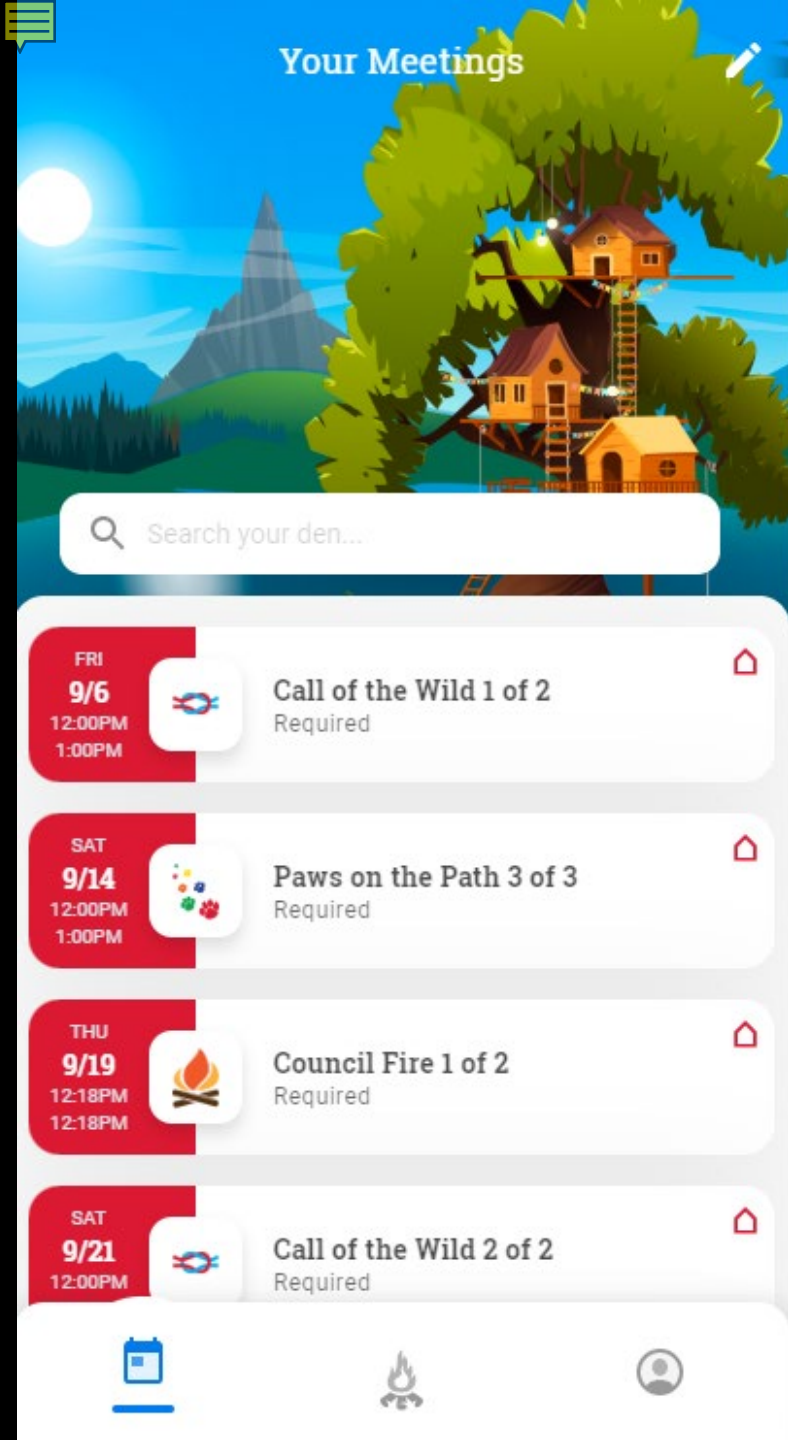 Your Meetings
Search your den...
FRI
9/6
12:00PM
1:00PM
Call of the Wild 1 of 2
Required
SAT
9/14
12:00PM
1:00PM
Paws on the Path 3 of 3
Required
THU
9/19
12:18PM
12:18PM
Council Fire 1 of 2
Required
SAT
9/21
12:00PM
Call of the Wild 2 of 2
Required